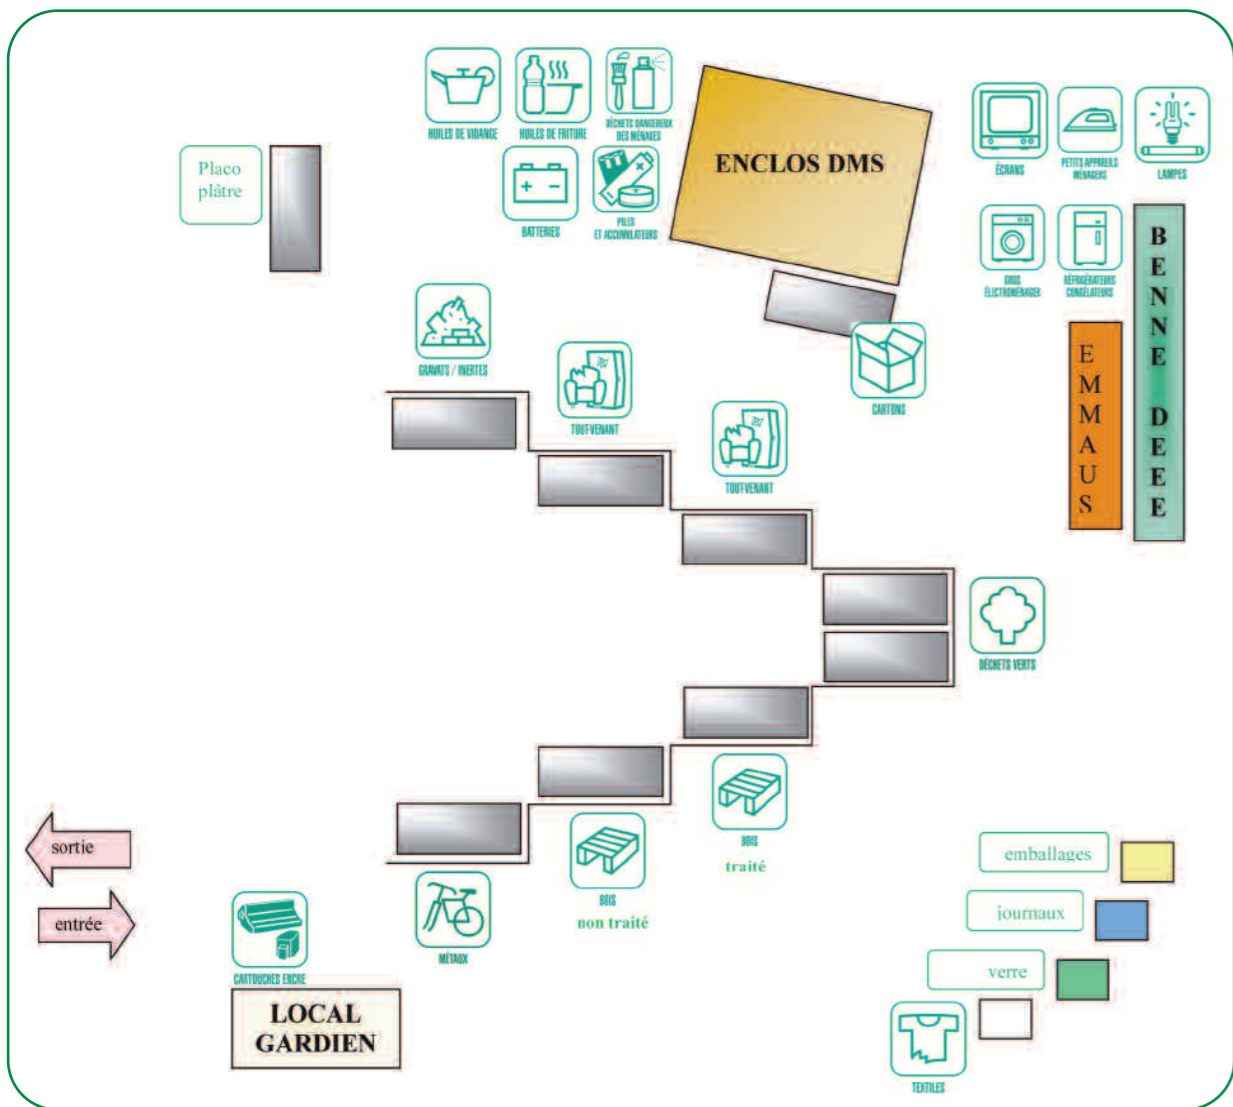 HUILES DE VIDANGE
HUILES DE FRITURE
DÉCHETS DANGEREUX
DES MÉNAGES
BATTERIES
PILES
ET ACCUMULATEURS
ENCLOS DMS
ÉCRANS
PETITS APPAREILS
MÉNAGERS
LAMPES
GROS
ÉLECTROMÉNAGER
RÉFRIGÉRATEURS
CONGÉLATEURS
BENNE DEEE
EMMAUS
Placo
plâtre
GRAVATS / INERTES
TOUT-VENANT
TOUT-VENANT
CARTONS
DÉCHETS VERTS
BOIS
traité
BOIS
non traité
MÉTAUX
sortie
entrée
CARTOUCHES ENCRE
LOCAL
GARDIEN
emballages
journaux
verre
TEXTILES